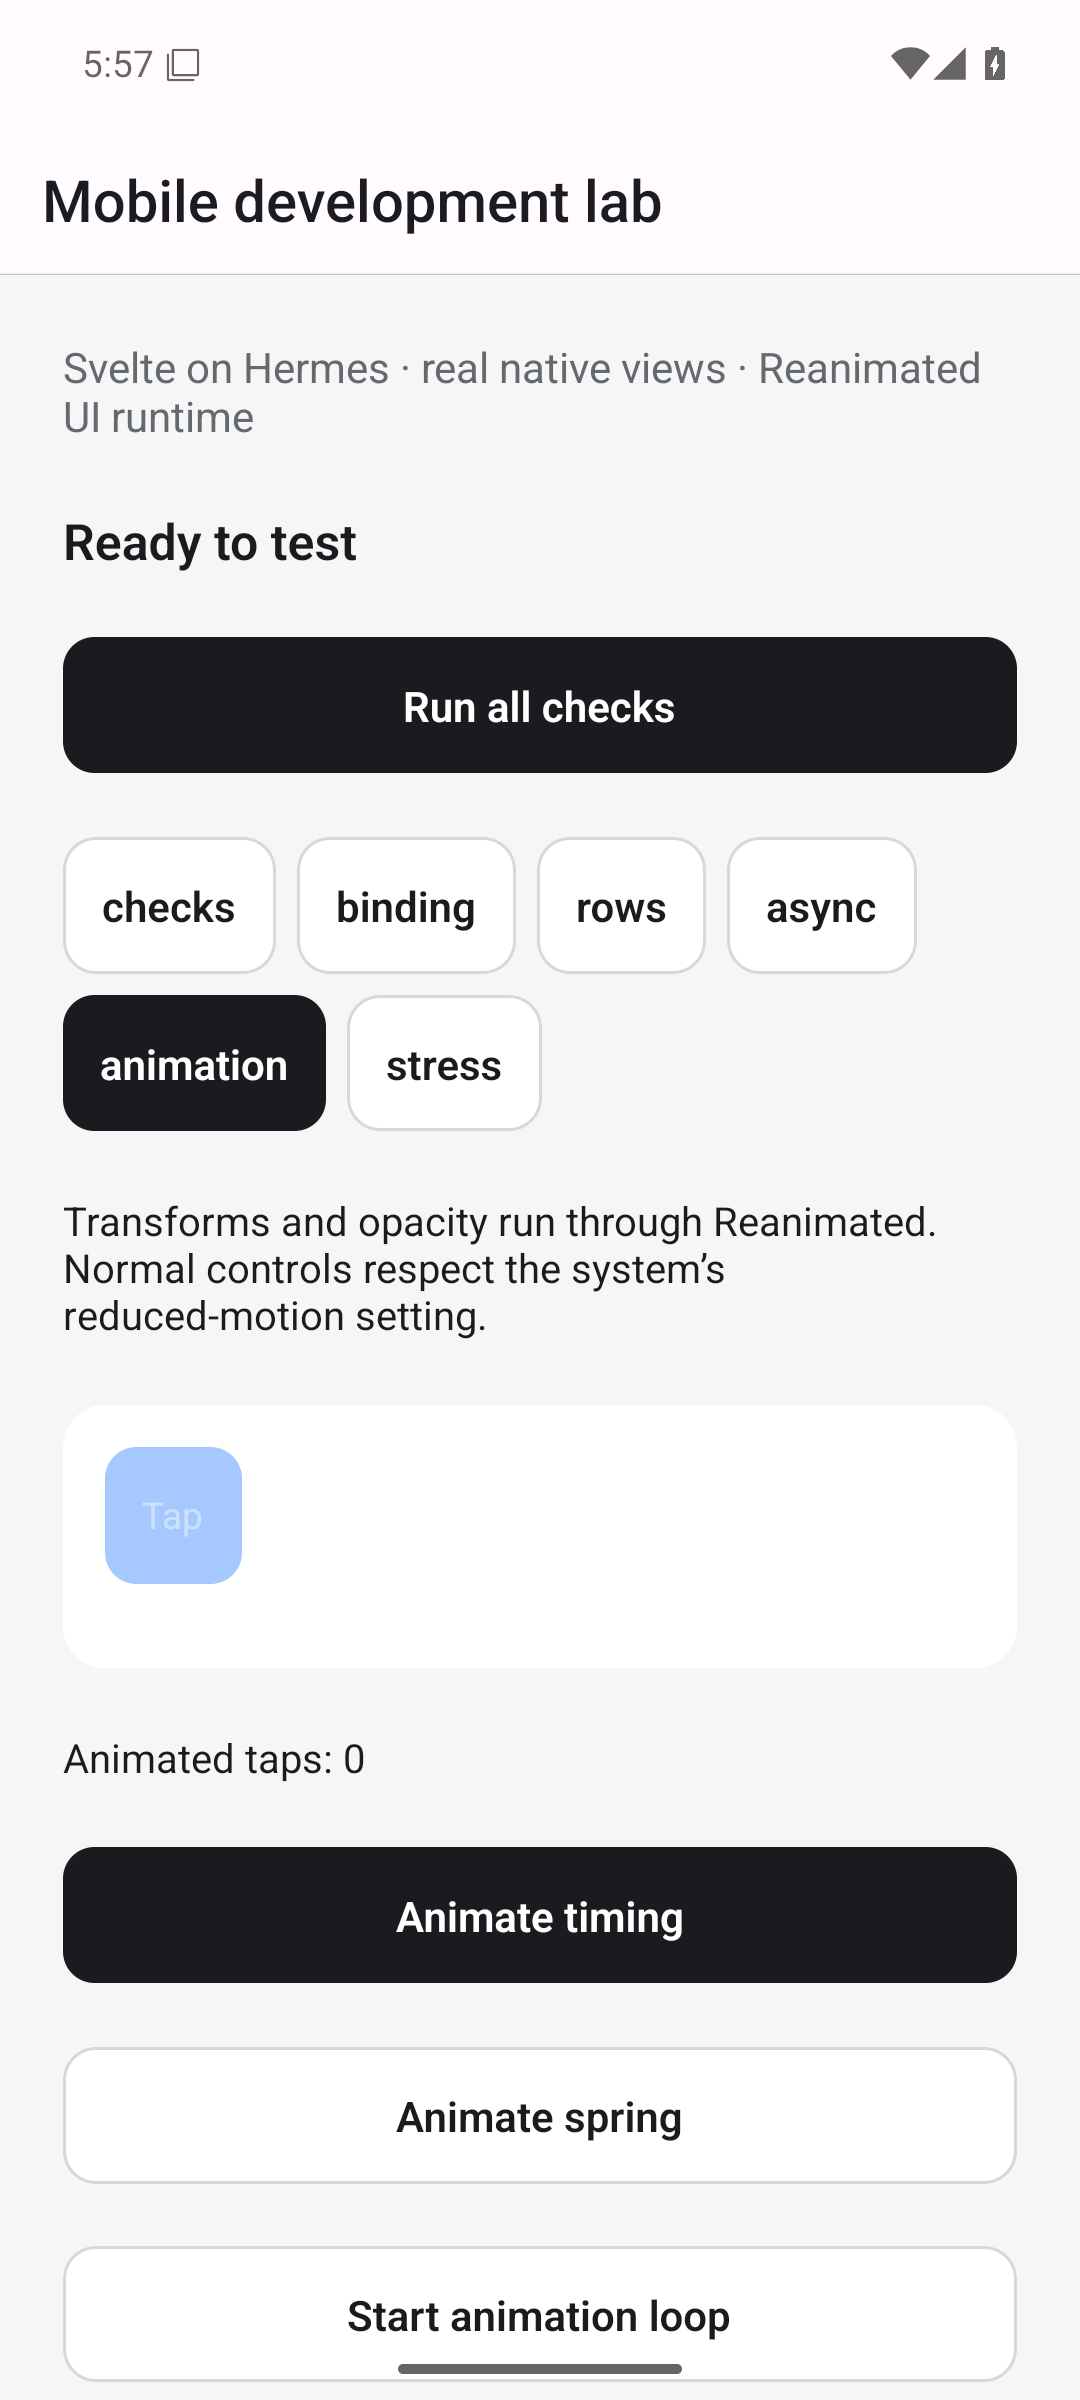 5:57
Mobile development lab
Svelte on Hermes · real native views · Reanimated
UI runtime
Ready to test
Run all checks
checks
binding
rows
async
animation
stress
Transforms and opacity run through Reanimated.
Normal controls respect the system’s
reduced-motion setting.
Tap
Animated taps: 0
Animate timing
Animate spring
Start animation loop